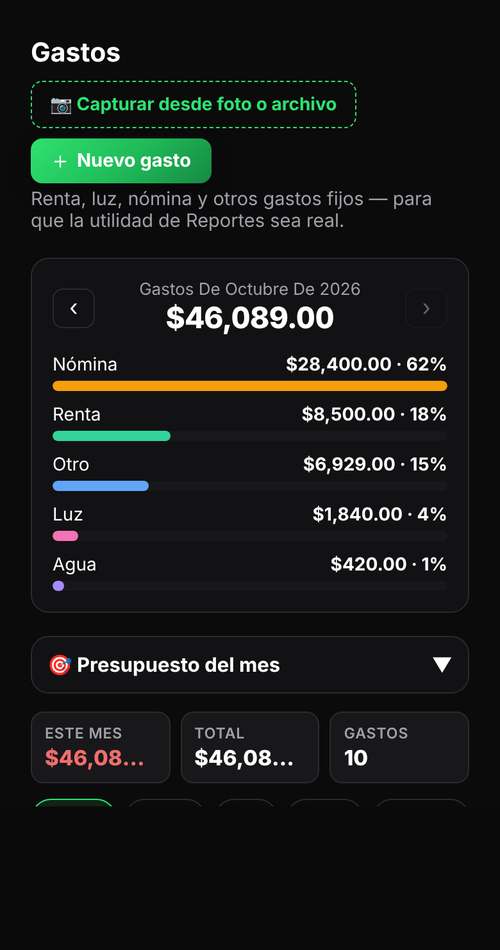 Gastos
📷 Capturar desde foto o archivo
+ Nuevo gasto
Renta, luz, nómina y otros gastos fijos — para
que la utilidad de Reportes sea real.
‹ Gastos De Octubre De 2026 ›
$46,089.00
Nómina $28,400.00 · 62%
Renta $8,500.00 · 18%
Otro $6,929.00 · 15%
Luz $1,840.00 · 4%
Agua $420.00 · 1%
🎯 Presupuesto del mes ▼
ESTE MES TOTAL GASTOS
$46,08... $46,08... 10